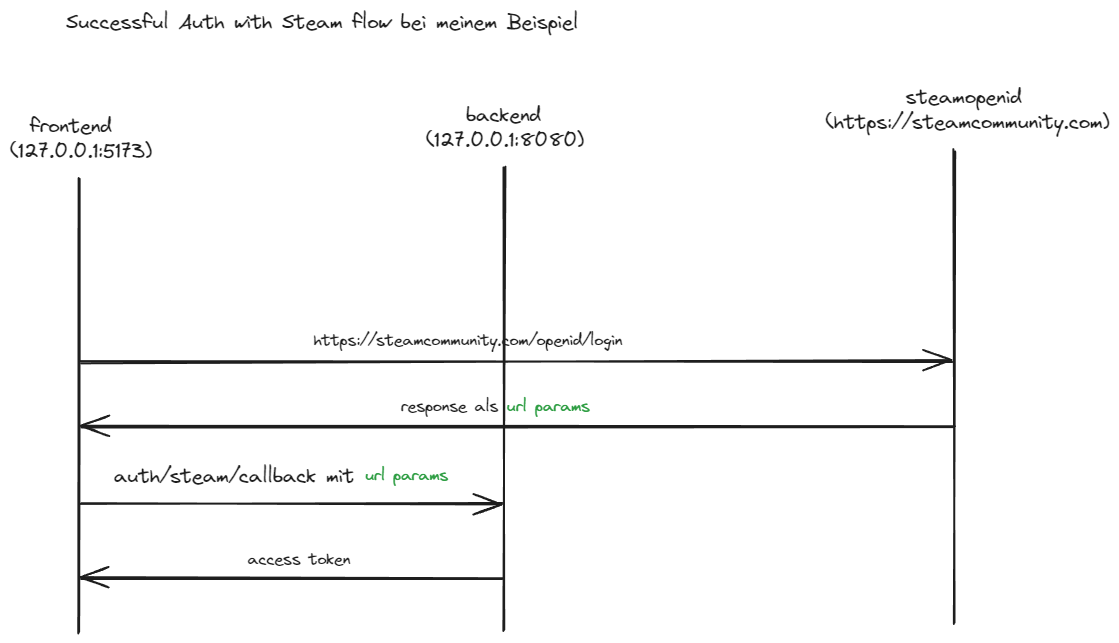 Successful Auth with Steam flow bei meinem Beispiel
frontend
(127.0.0.1:5173)
backend
(127.0.0.1:8080)
steamopenid
(https://steamcommunity.com)
https://steamcommunity.com/openid/login
response als url params
auth/steam/callback mit url params
access token